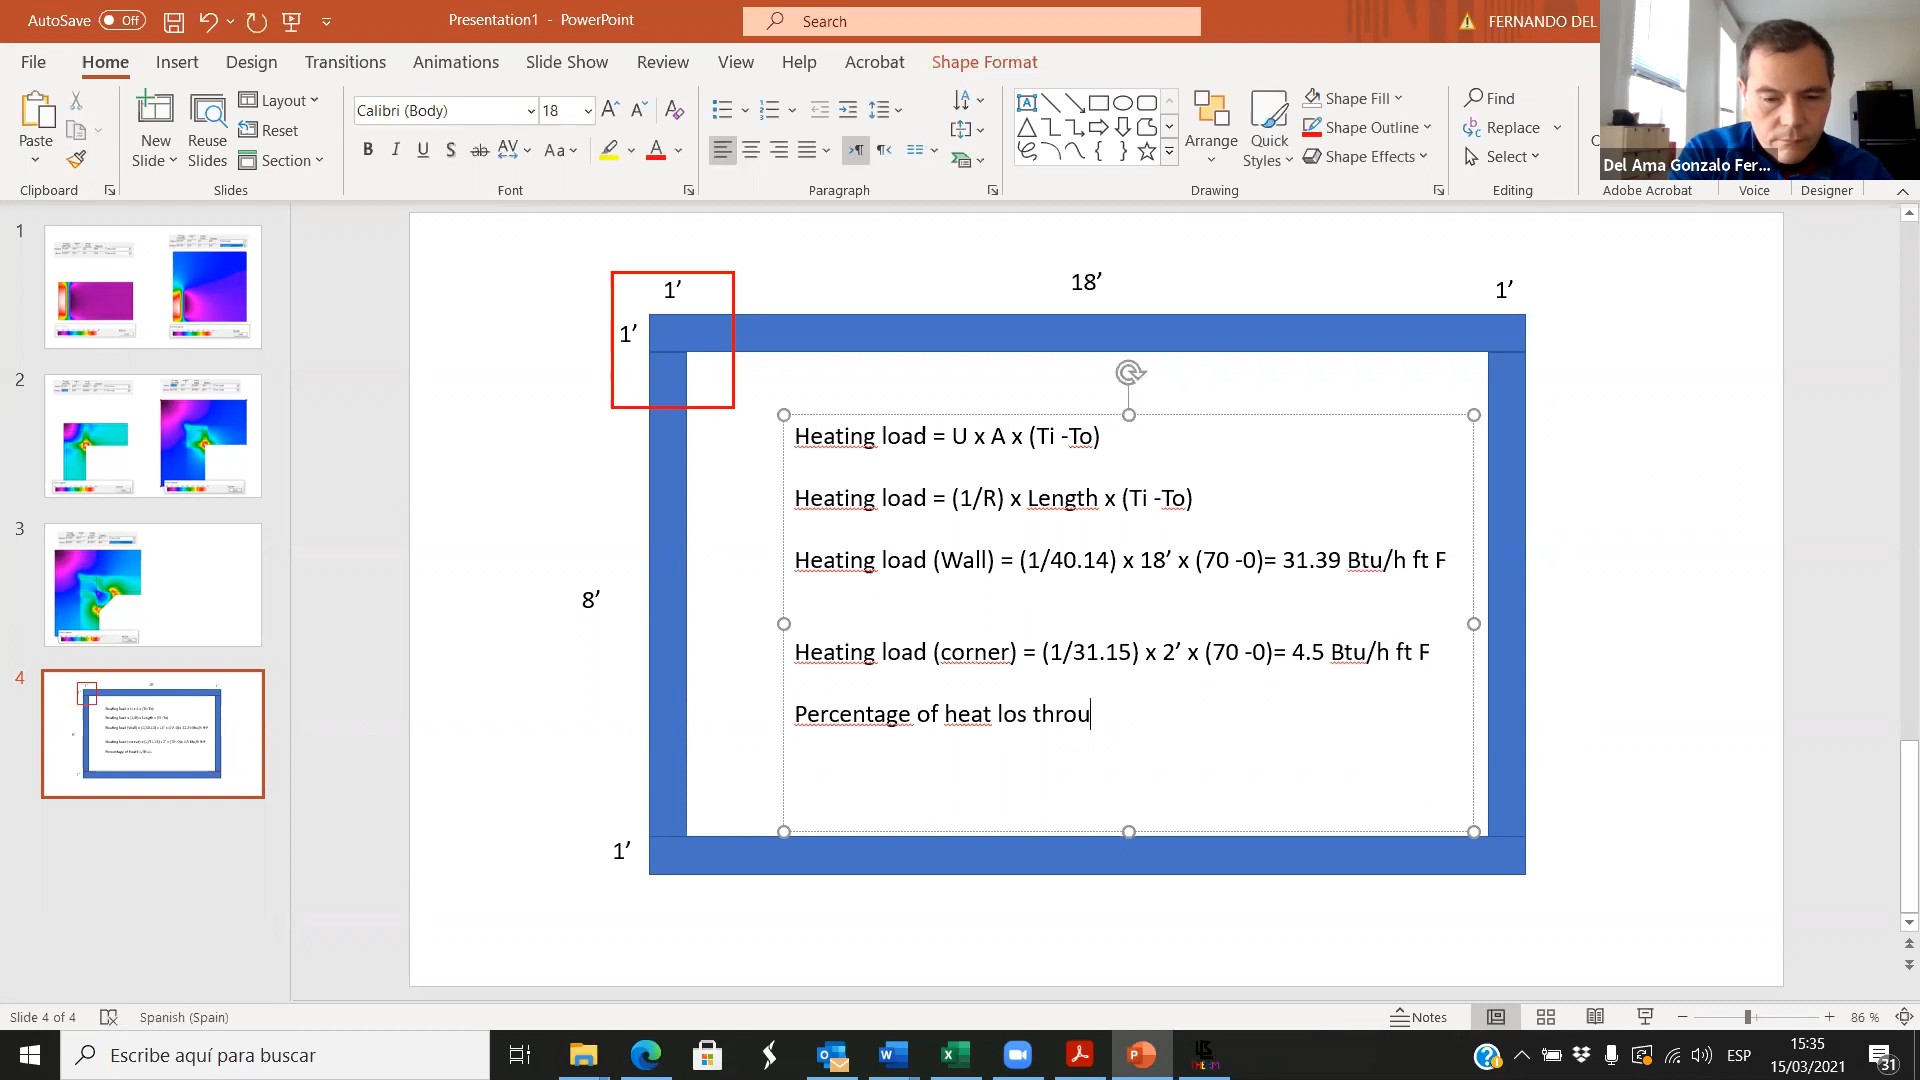 AutoSave Off
Presentation1 - PowerPoint
Search
FERNANDO DEL
File Home Insert Design Transitions Animations Slide Show Review View Help Acrobat Shape Format
Paste
New Slide
Reuse Slides
Layout
Reset
Section
Calibri (Body) 18
B I U S ab AV Aa A
Shape Fill
Shape Outline
Shape Effects
Arrange
Quick Styles
Find
Replace
Select
Clipboard Slides Font Paragraph Drawing Editing Adobe Acrobat Voice Designer
Del Ama Gonzalo Fer...
1
2
3
4
1’ 18’ 1’
1’
Heating load = U x A x (Ti -To)
Heating load = (1/R) x Length x (Ti -To)
Heating load (Wall) = (1/40.14) x 18’ x (70 -0)= 31.39 Btu/h ft F
8’
Heating load (corner) = (1/31.15) x 2’ x (70 -0)= 4.5 Btu/h ft F
Percentage of heat los throu
1’
Slide 4 of 4 Spanish (Spain)
Notes
86 %
Escribe aquí para buscar
ESP
15:35
15/03/2021
31